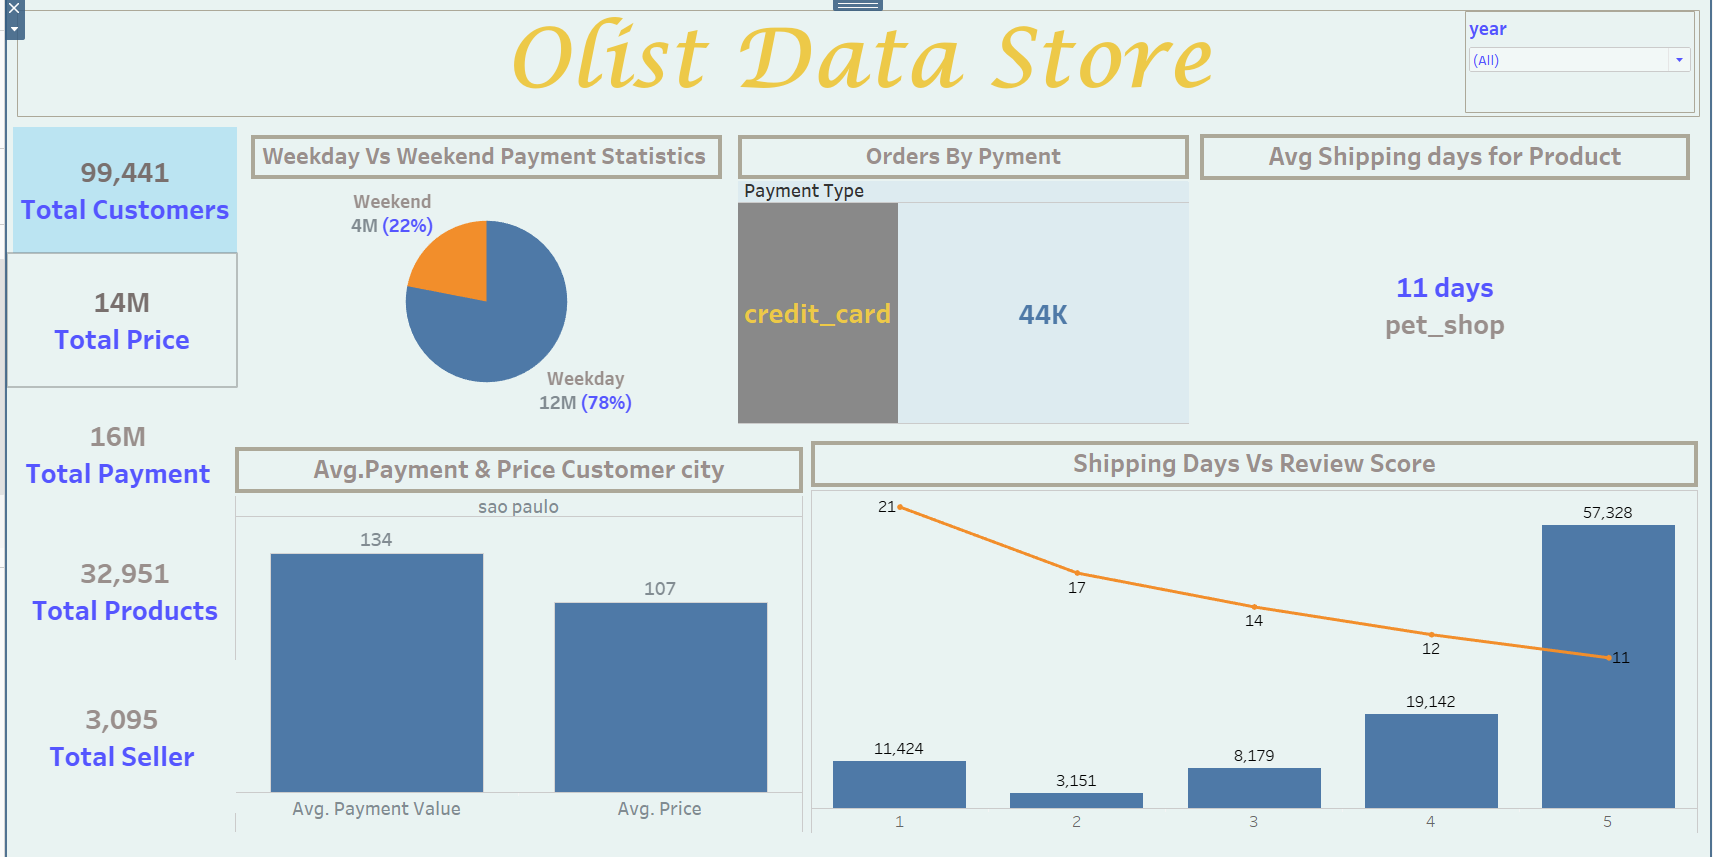 Olist Data Store
year
(All)
99,441
Total Customers
14M
Total Price
16M
Total Payment
32,951
Total Products
3,095
Total Seller
Weekday Vs Weekend Payment Statistics
Weekend
4M (22%)
Weekday
12M (78%)
Orders By Pyment
Payment Type
credit_card
44K
Avg Shipping days for Product
11 days
pet_shop
Avg.Payment & Price Customer city
sao paulo
134
107
Avg. Payment Value
Avg. Price
Shipping Days Vs Review Score
21
17
14
12
11
11,424
3,151
8,179
19,142
57,328
1
2
3
4
5